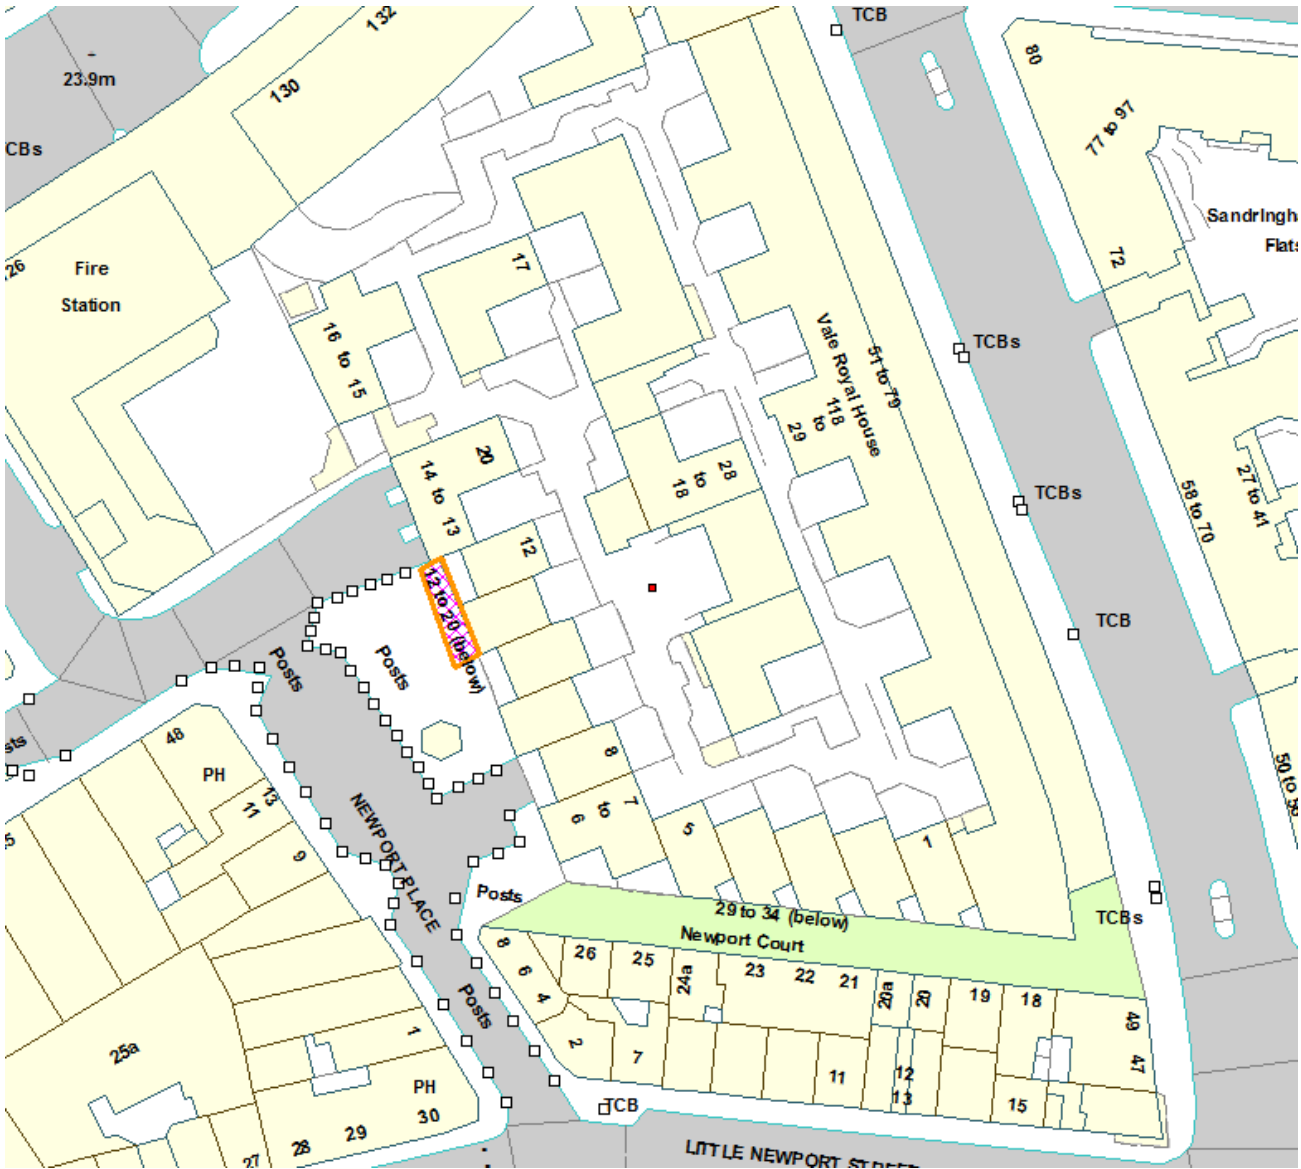 TCB
132
80
23.9m
130
77 to 97
CBs
Sandringh
Flats
72
17
26
Fire
Station
16 to 15
Vale Royal House
29 to 118
51 to 79
TCBs
20
14 to 13
18 to 28
27 to 41
58 to 70
TCBs
12
12 to 20 (below)
TCB
Posts
Posts
sts
48
PH
8
6 to 7
50 to 5
13
11
NEWPORT PLACE
5
1
5
9
Posts
29 to 34 (below)
Newport Court
TCBs
8
6
4
2
26
25
24a
23
22
21
20a
20
19
18
49
47
Posts
1
25a
7
11
12
13
15
PH
30
29
28
27
TCB
LITTLE NEWPORT STREET